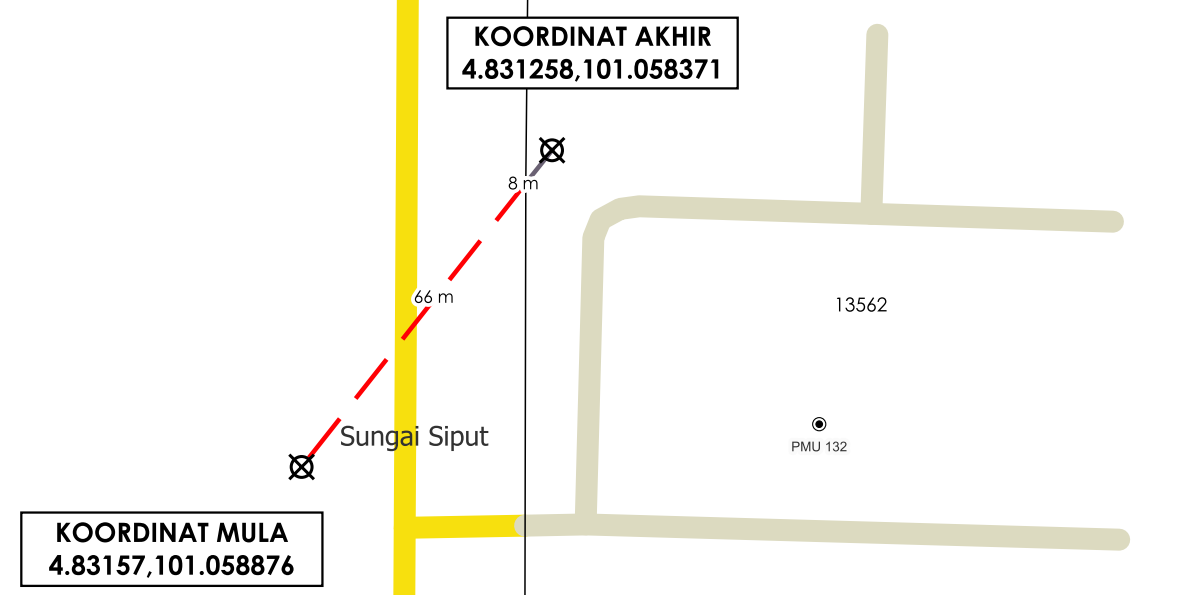 KOORDINAT AKHIR
4.831258,101.058371
8 m
66 m
13562
Sungai Siput
PMU 132
KOORDINAT MULA
4.83157,101.058876